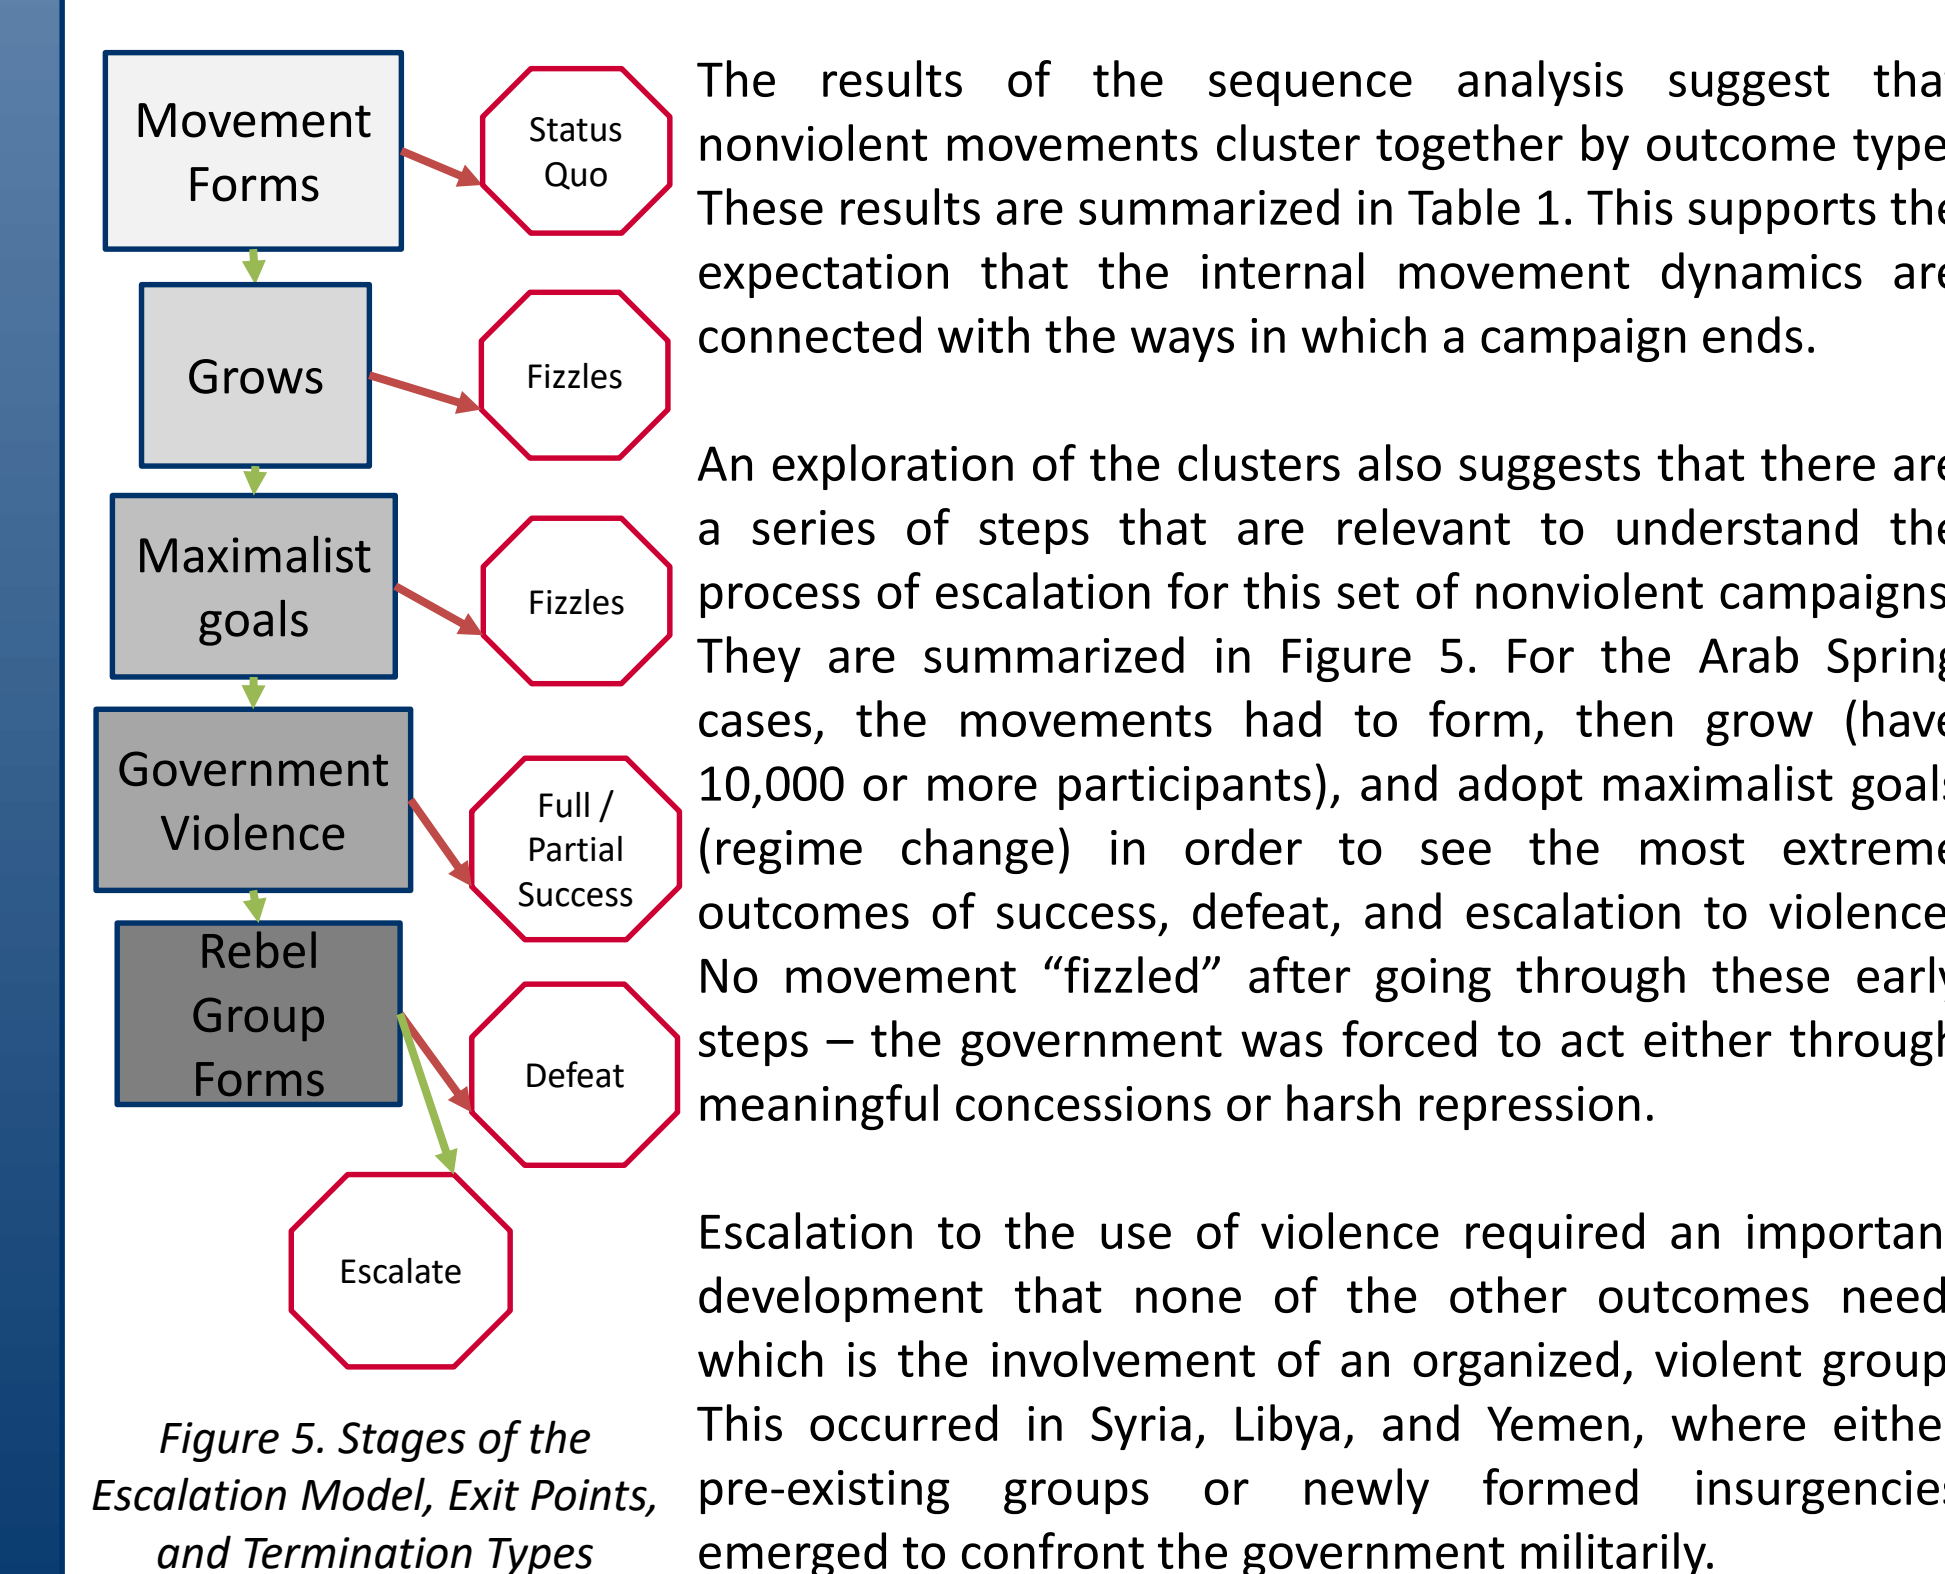 Movement
Forms
Status
Quo
Grows
Fizzles
Maximalist
goals
Fizzles
Government
Violence
Full /
Partial
Success
Rebel
Group
Forms
Defeat
Escalate
Figure 5. Stages of the
Escalation Model, Exit Points,
and Termination Types
The results of the sequence analysis suggest that
nonviolent movements cluster together by outcome type
These results are summarized in Table 1. This supports the
expectation that the internal movement dynamics are
connected with the ways in which a campaign ends.
An exploration of the clusters also suggests that there are
a series of steps that are relevant to understand the
process of escalation for this set of nonviolent campaigns
They are summarized in Figure 5. For the Arab Spring
cases, the movements had to form, then grow (have
10,000 or more participants), and adopt maximalist goals
(regime change) in order to see the most extreme
outcomes of success, defeat, and escalation to violence
No movement “fizzled” after going through these early
steps – the government was forced to act either through
meaningful concessions or harsh repression.
Escalation to the use of violence required an important
development that none of the other outcomes need
which is the involvement of an organized, violent group
This occurred in Syria, Libya, and Yemen, where either
pre-existing groups or newly formed insurgencies
emerged to confront the government militarily.